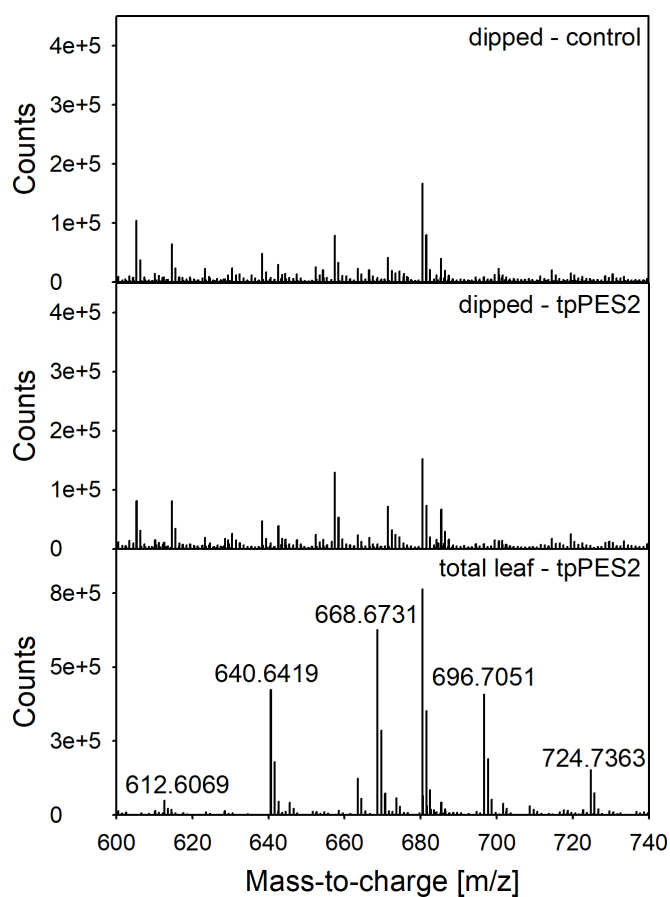 dipped - control
4e+5
3e+5
2e+5
1e+5
0
Counts
dipped - tpPES2
4e+5
3e+5
2e+5
1e+5
0
Counts
total leaf - tpPES2
8e+5
5e+5
3e+5
0
Counts
668.6731
640.6419
696.7051
724.7363
612.6069
600 620 640 660 680 700 720 740
Mass-to-charge [m/z]